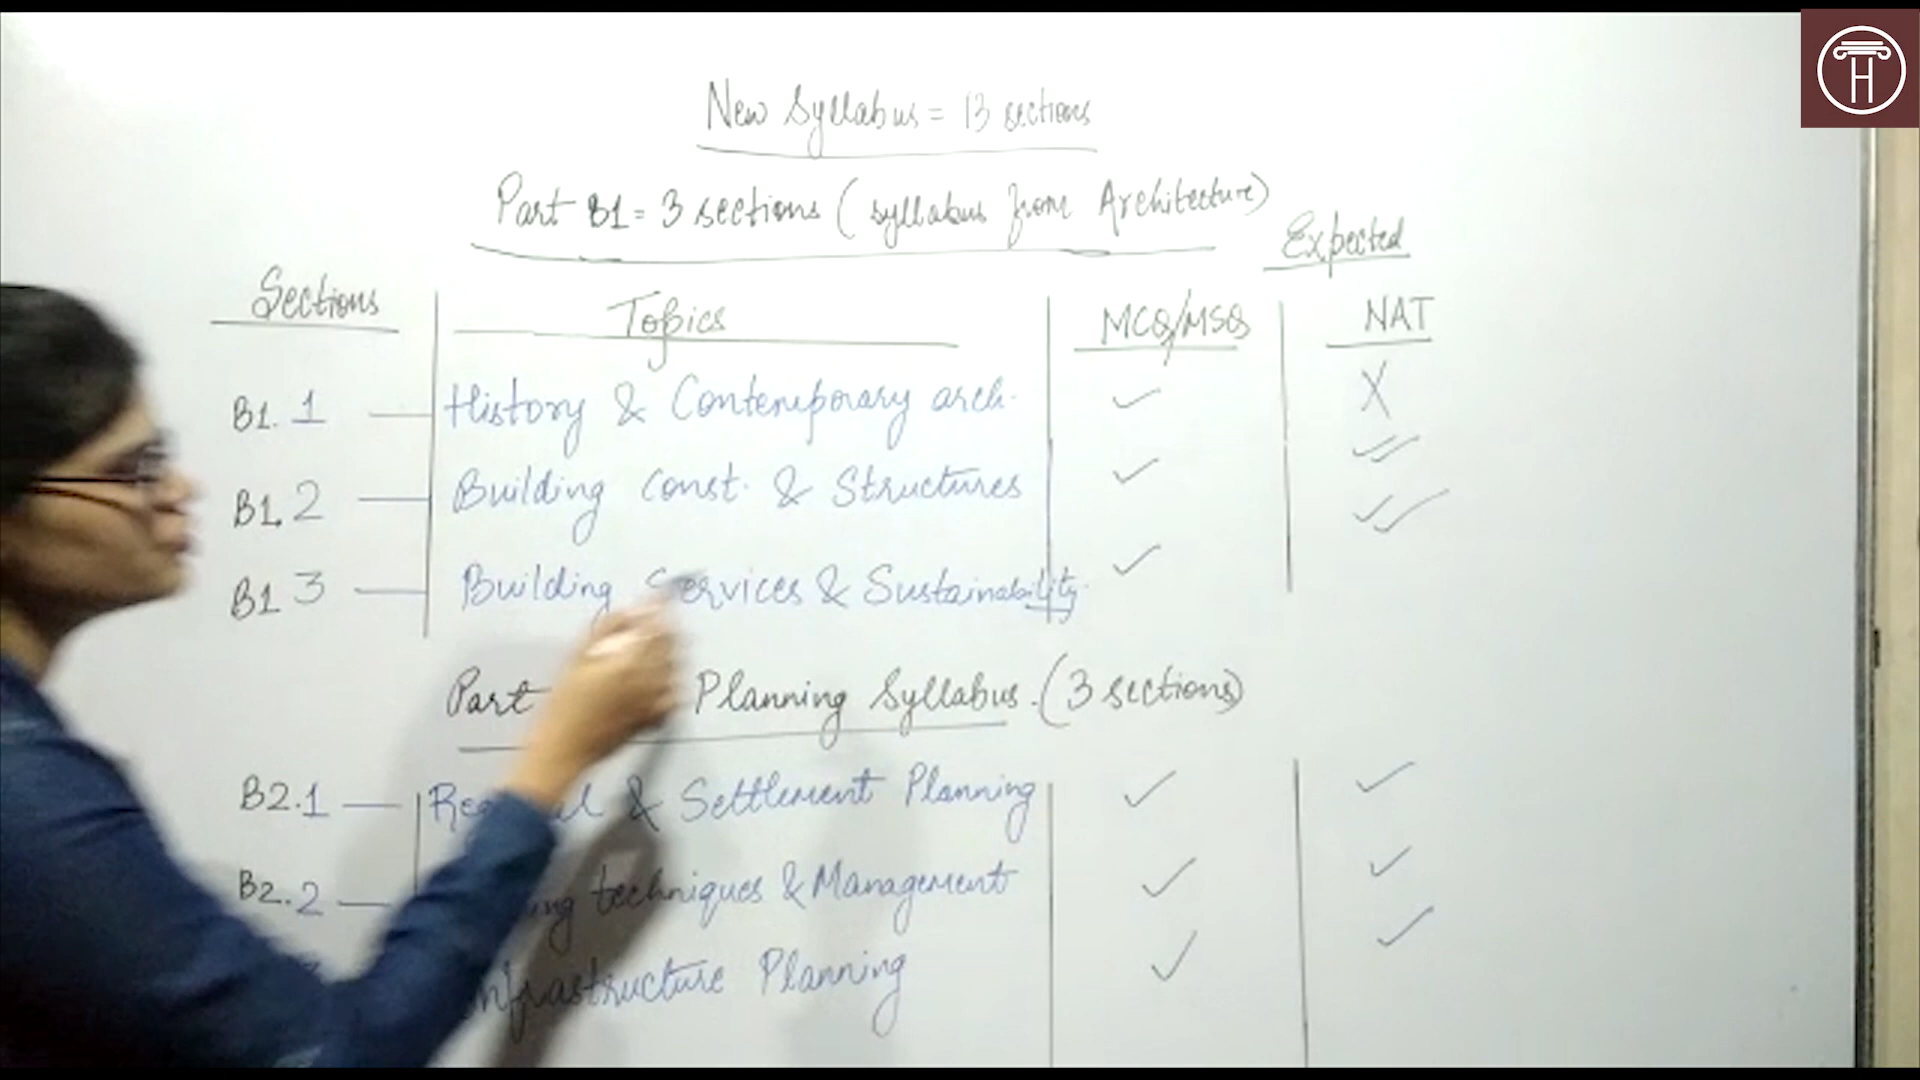 New Syllabus = 13 sections
Part B1 = 3 sections (syllabus from Architecture)
Expected
Sections Topics MCQ/MSQ NAT
B1.1 — History & Contemporary arch. ✓ X
B1.2 — Building const. & Structures ✓ ✓✓
B1 3 — Building Services & Sustainability. ✓ ✓✓
Part Planning Syllabus. (3 sections)
B2.1 — & Settlement Planning ✓ ✓
B2.2 — techniques & Management ✓ ✓
Infrastructure Planning ✓ ✓
H